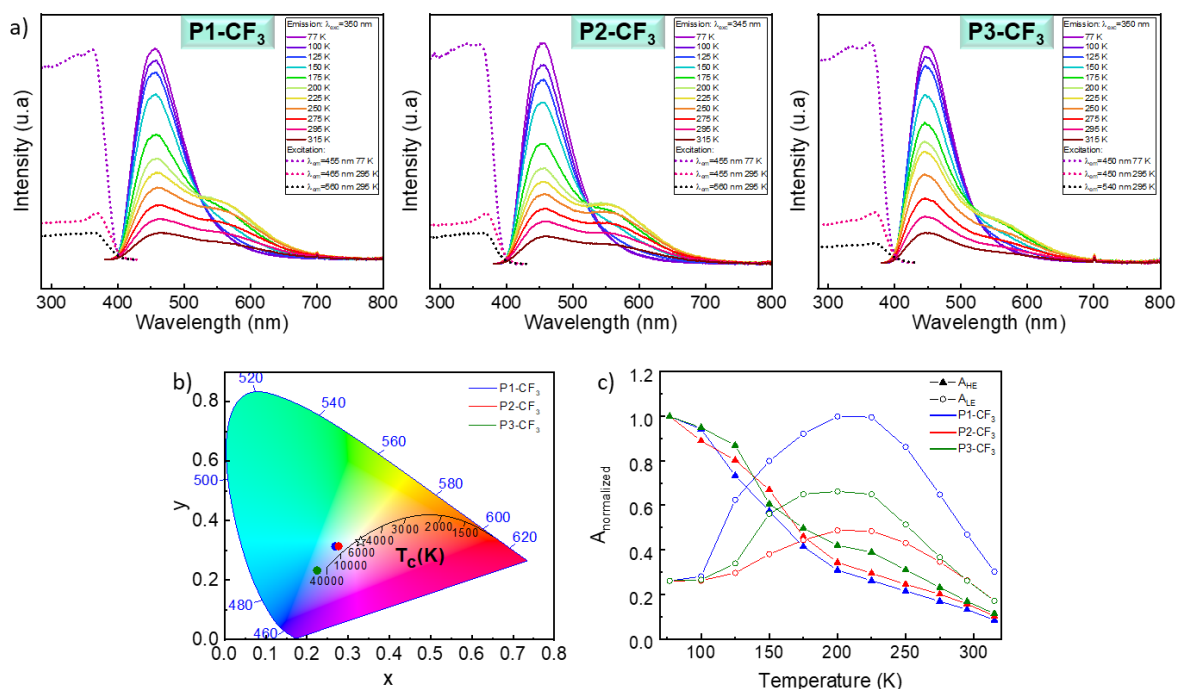 a)
P1-CF3
Emission: λexc=350 nm
77 K
100 K
125 K
150 K
175 K
200 K
225 K
250 K
275 K
295 K
315 K
Excitation:
λem=455 nm 77 K
λem=465 nm 295 K
λem=560 nm 295 K
Intensity (u.a)
300 400 500 600 700 800
Wavelength (nm)
P2-CF3
Emission: λexc=345 nm
77 K
100 K
125 K
150 K
175 K
200 K
225 K
250 K
275 K
295 K
315 K
Excitation:
λem=455 nm 77 K
λem=455 nm 295 K
λem=560 nm 295 K
Intensity (u.a)
300 400 500 600 700 800
Wavelength (nm)
P3-CF3
Emission: λexc=350 nm
77 K
100 K
125 K
150 K
175 K
200 K
225 K
250 K
275 K
295 K
315 K
Excitation:
λem=450 nm 77 K
λem=450 nm 295 K
λem=540 nm 295 K
Intensity (u.a)
300 400 500 600 700 800
Wavelength (nm)
b)
P1-CF3
P2-CF3
P3-CF3
520
540
560
580
600
620
500
480
460
4000
3000
2000
1500
6000
10000
40000
Tc(K)
0.8
0.6
0.4
0.2
0.0
y
0.0 0.1 0.2 0.3 0.4 0.5 0.6 0.7 0.8
x
c)
AHE
ALE
P1-CF3
P2-CF3
P3-CF3
1.2
1.0
0.8
0.6
0.4
0.2
0.0
Anormalized
100 150 200 250 300
Temperature (K)